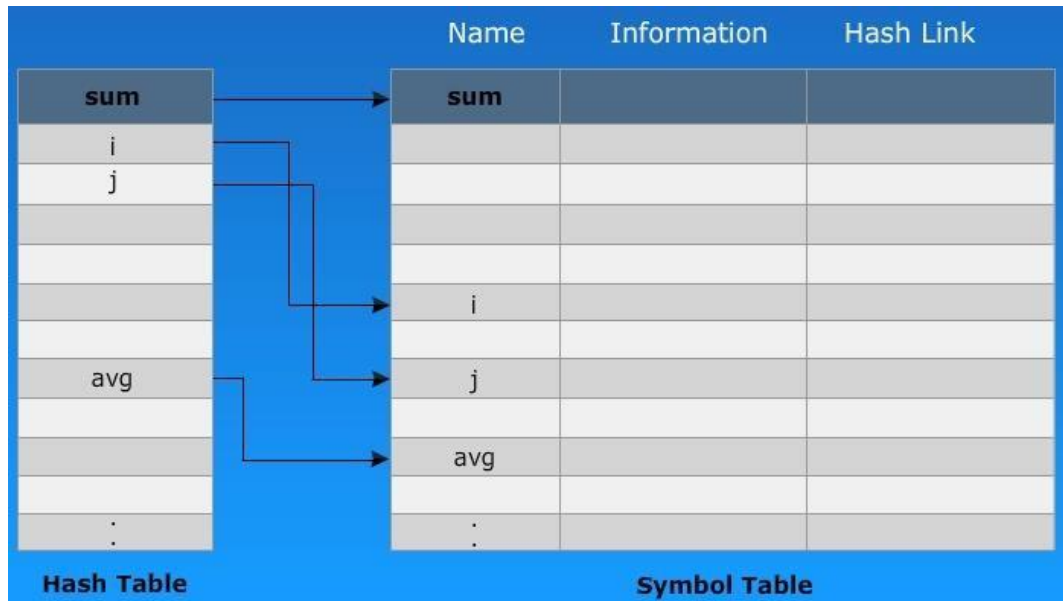 Name Information Hash Link
sum sum
i
j
i
avg j
avg
: :
Hash Table Symbol Table